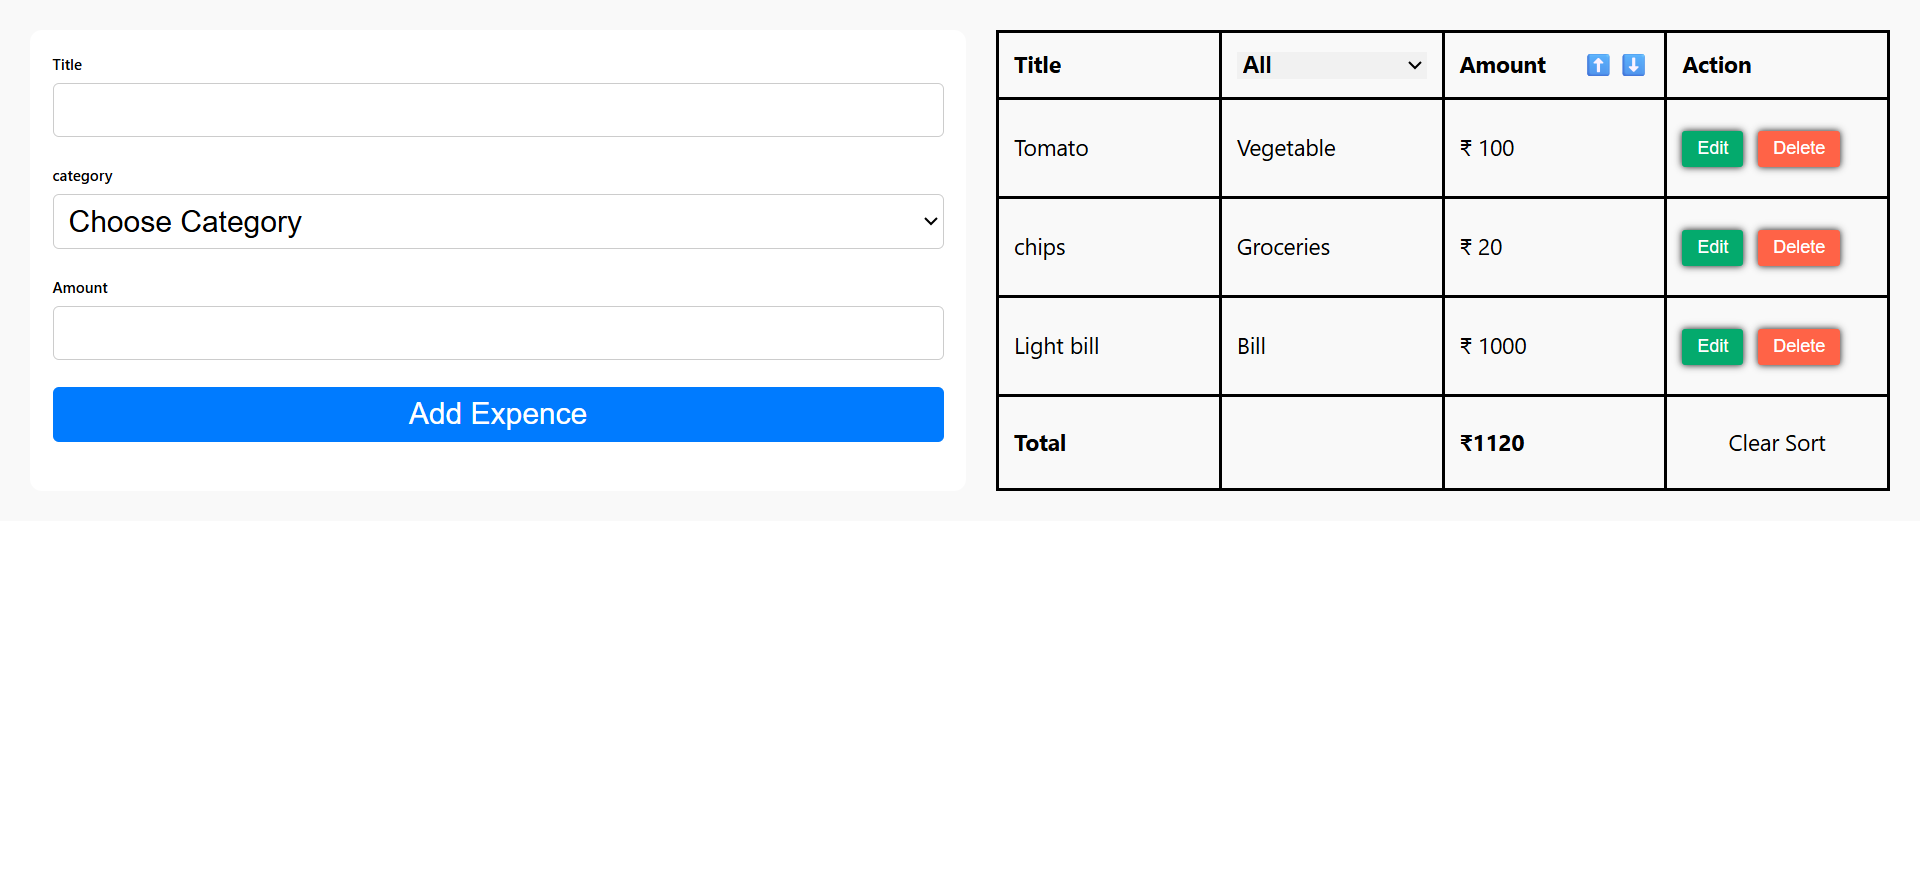 Title
category
Choose Category
Amount
Add Expence
Title All Amount ⬆️ ⬇️ Action
Tomato Vegetable ₹ 100 Edit Delete
chips Groceries ₹ 20 Edit Delete
Light bill Bill ₹ 1000 Edit Delete
Total ₹1120 Clear Sort